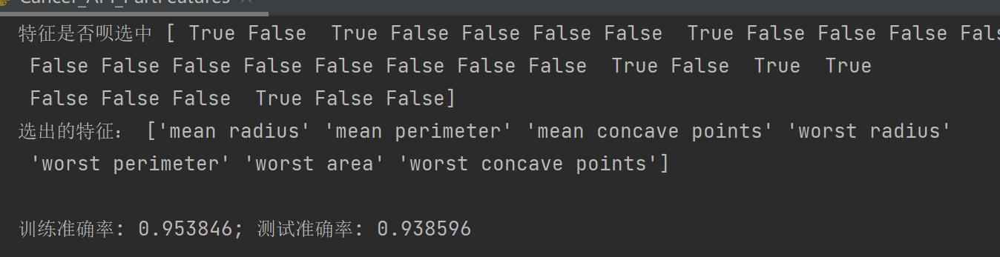 Cancer_API_PartFeatures
特征是否呗选中 [ True False  True False False False False  True False False False
 False False False False False False False False  True False  True  True
 False False False  True False False]
选出的特征： ['mean radius' 'mean perimeter' 'mean concave points' 'worst radius'
 'worst perimeter' 'worst area' 'worst concave points']
训练准确率: 0.953846; 测试准确率: 0.938596